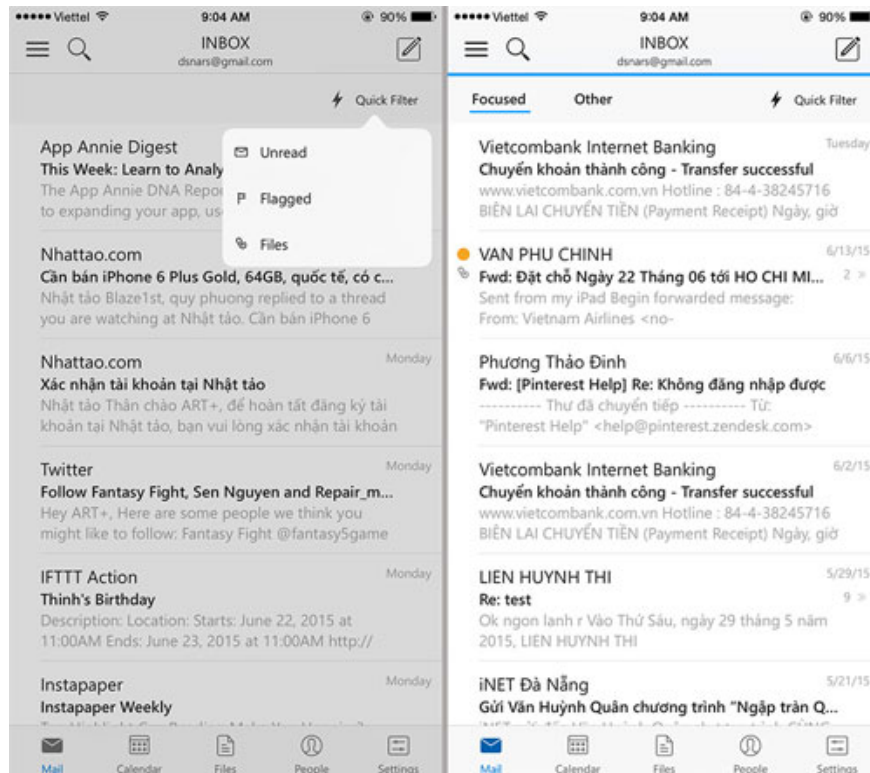 Viettel 9:04 AM 90%
INBOX
dsnars@gmail.com
Quick Filter
Unread
Flagged
Files
App Annie Digest
This Week: Learn to Analy
The App Annie DNA Repo
to expanding your app, us
Nhattao.com
Cần bán iPhone 6 Plus Gold, 64GB, quốc tế, có c...
Nhật tảo Blaze1st, quy phuong replied to a thread
you are watching at Nhật tảo. Cần bán iPhone 6
Nhattao.com Monday
Xác nhận tài khoản tại Nhật tảo
Nhật tảo Thân chào ART+, để hoàn tất đăng ký tài
khoản tại Nhật tảo, bạn vui lòng xác nhận tài khoản
Twitter Monday
Follow Fantasy Fight, Sen Nguyen and Repair_m...
Hey ART+, Here are some people we think you
might like to follow: Fantasy Fight @fantasy5game
IFTTT Action Monday
Thinh's Birthday
Description: Location: Starts: June 22, 2015 at
11:00AM Ends: June 23, 2015 at 11:00AM http://
Instapaper Monday
Instapaper Weekly
Mail Calendar Files People Settings
Viettel 9:04 AM 90%
INBOX
dsnars@gmail.com
Focused Other Quick Filter
Vietcombank Internet Banking Tuesday
Chuyển khoản thành công - Transfer successful
www.vietcombank.com.vn Hotline : 84-4-38245716
BIÊN LAI CHUYỂN TIỀN (Payment Receipt) Ngày, giờ
VAN PHU CHINH 6/13/15
Fwd: Đặt chỗ Ngày 22 Tháng 06 tới HO CHI MI... 2 »
Sent from my iPad Begin forwarded message:
From: Vietnam Airlines <no-
Phương Thảo Đinh 6/6/15
Fwd: [Pinterest Help] Re: Không đăng nhập được
---------- Thư đã chuyển tiếp ---------- Từ:
"Pinterest Help" <help@pinterest.zendesk.com>
Vietcombank Internet Banking 6/2/15
Chuyển khoản thành công - Transfer successful
www.vietcombank.com.vn Hotline : 84-4-38245716
BIÊN LAI CHUYỂN TIỀN (Payment Receipt) Ngày, giờ
LIEN HUYNH THI 5/29/15
Re: test 9 »
Ok ngon lanh r Vào Thứ Sáu, ngày 29 tháng 5 năm
2015, LIEN HUYNH THI
iNET Đà Nẵng 5/21/15
Gửi Văn Huỳnh Quân chương trình "Ngập tràn Q...
Mail Calendar Files People Settings